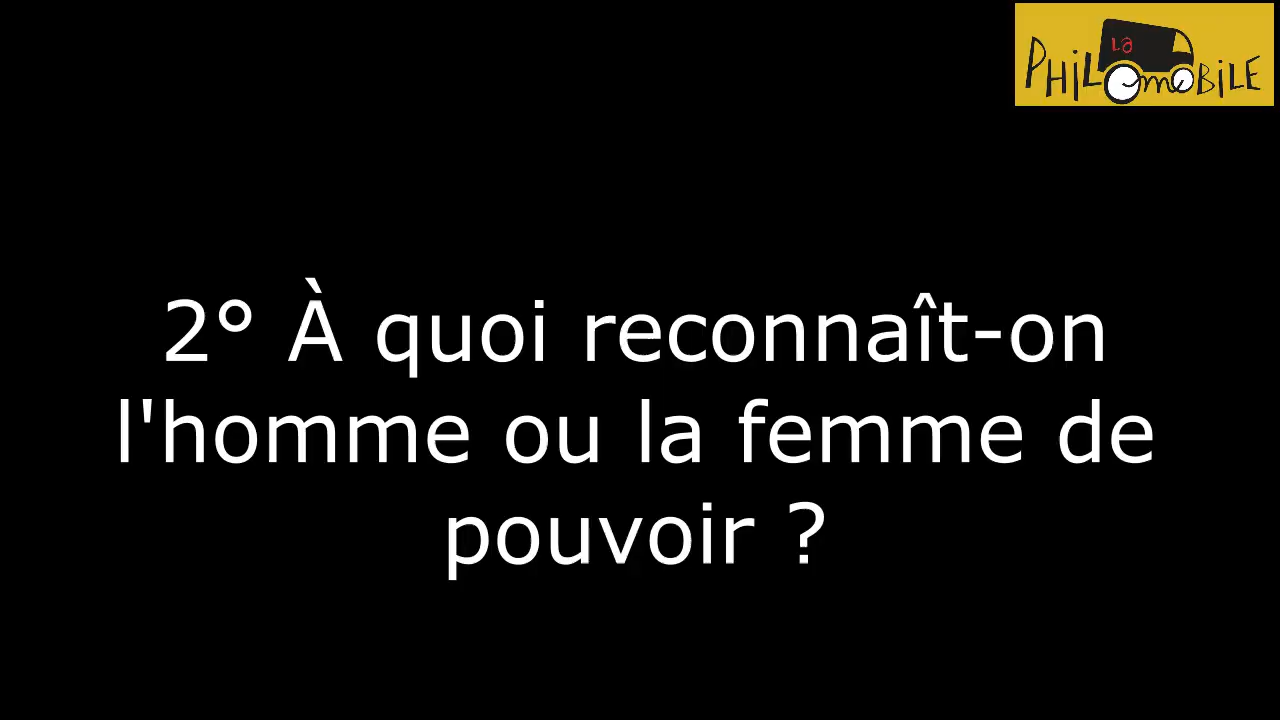 La
PHILOmOBiLE
2° À quoi reconnaît-on
l'homme ou la femme de
pouvoir ?